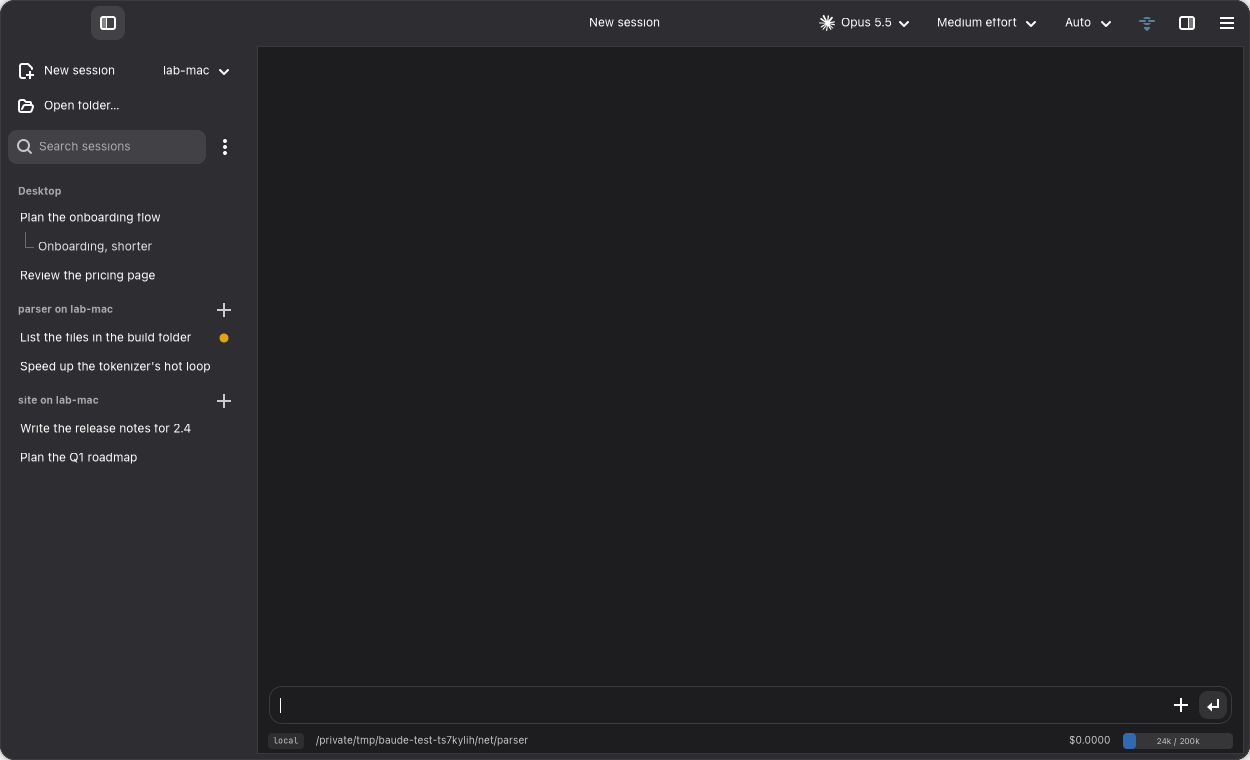 New session
Opus 5.5
Medium effort
Auto
New session
lab-mac
Open folder...
Search sessions
Desktop
Plan the onboarding flow
Onboarding, shorter
Review the pricing page
parser on lab-mac
List the files in the build folder
Speed up the tokenizer's hot loop
site on lab-mac
Write the release notes for 2.4
Plan the Q1 roadmap
local
/private/tmp/baude-test-ts7kylih/net/parser
$0.0000
24k / 200k